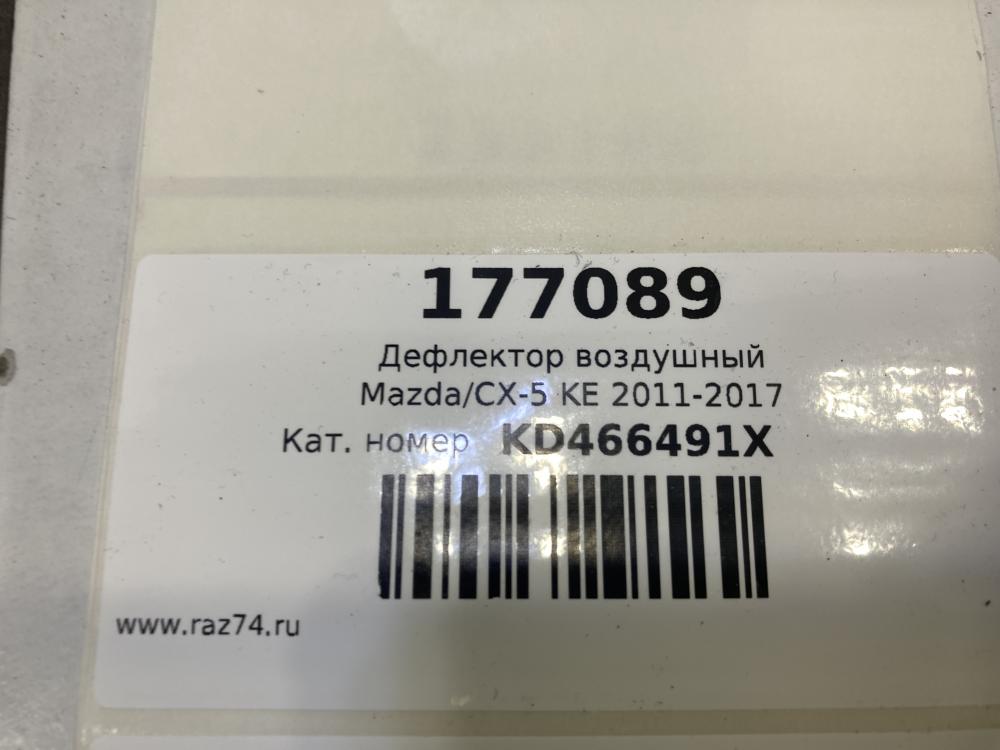 177089
Дефлектор воздушный
Mazda/CX-5 KE 2011-2017
Кат. номер KD466491X
www.raz74.ru